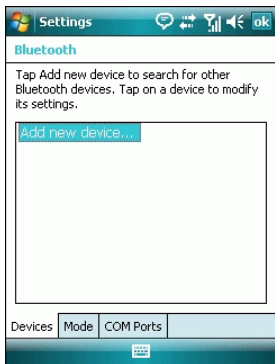 Settings ok
Bluetooth
Tap Add new device to search for other
Bluetooth devices. Tap on a device to modify
its settings.
Add new device...
Devices Mode COM Ports